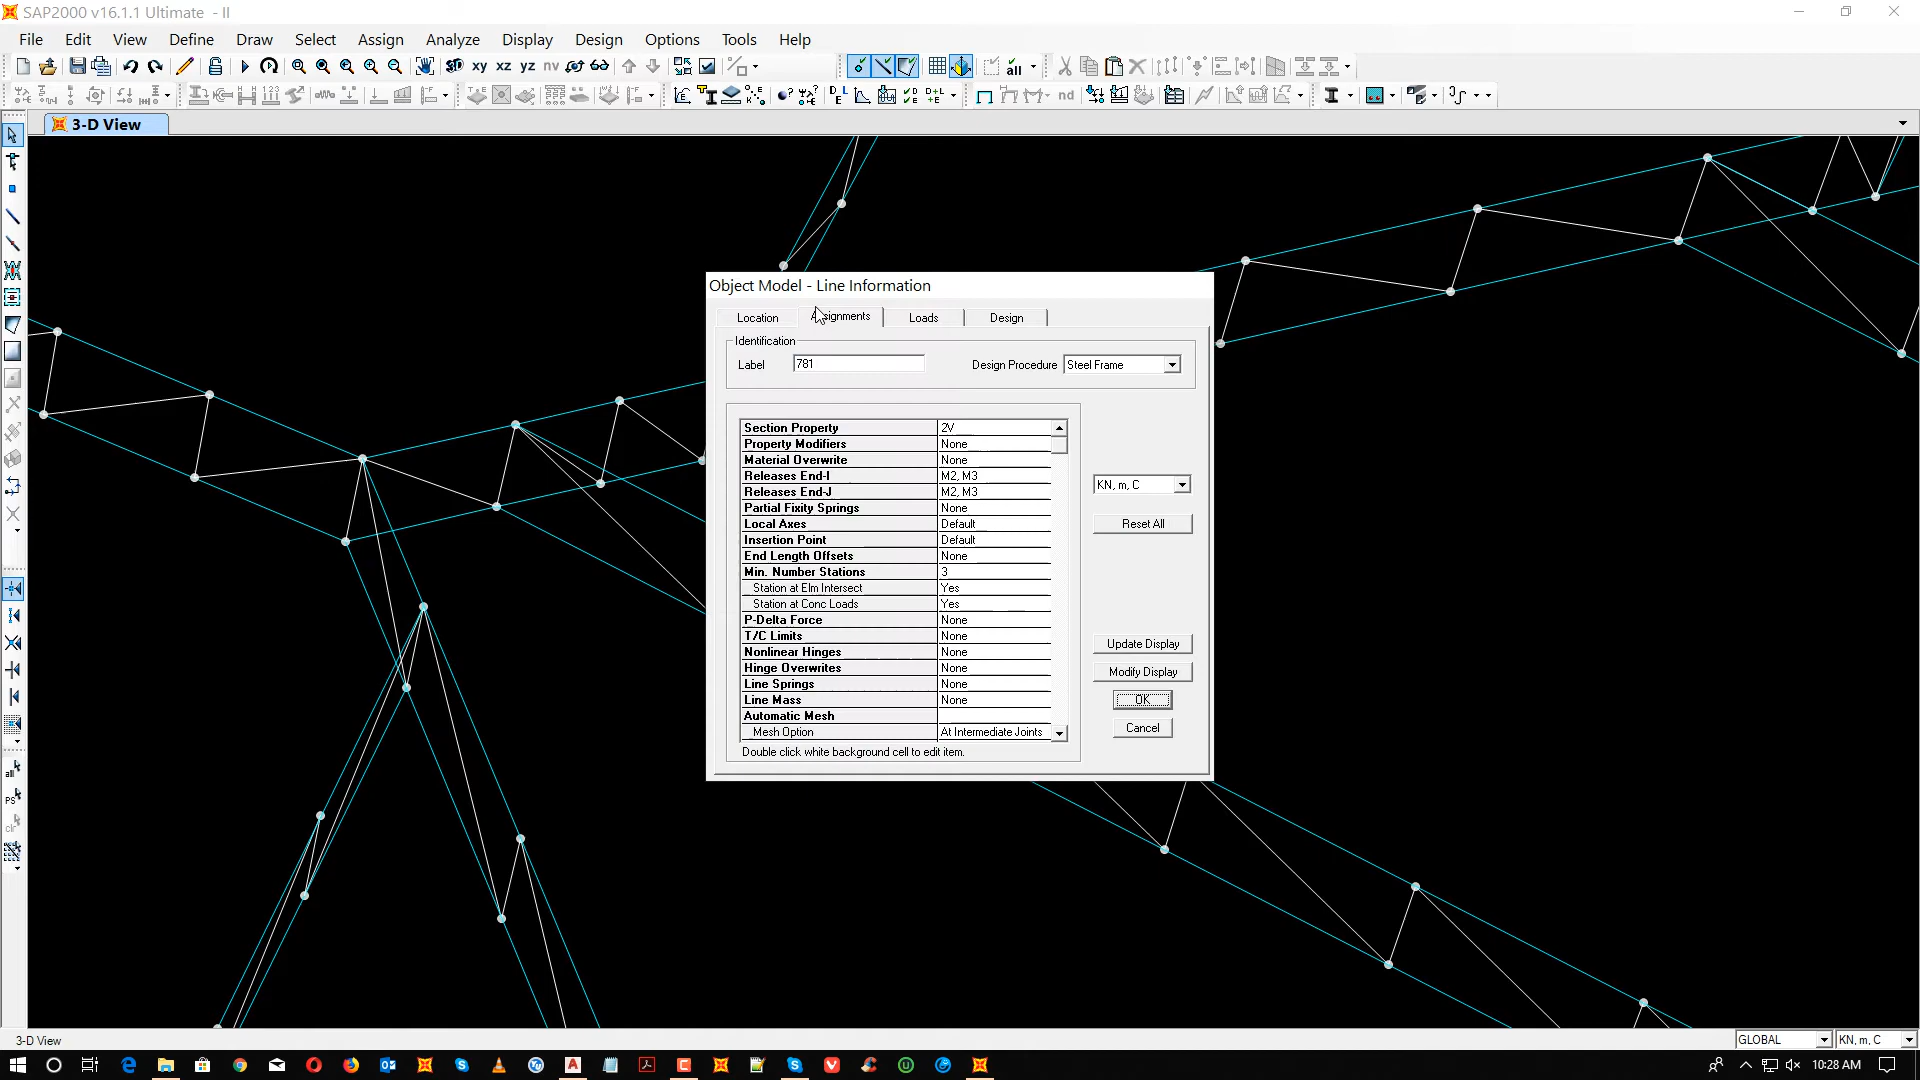 SAP2000 v16.1.1 Ultimate - II
File Edit View Define Draw Select Assign Analyze Display Design Options Tools Help
3D xy xz yz nv all
nd
3-D View
Object Model - Line Information
Location Assignments Loads Design
Identification
Label 781 Design Procedure Steel Frame
Section Property 2V
Property Modifiers None
Material Overwrite None
Releases End-I M2, M3
Releases End-J M2, M3
KN, m, C
Partial Fixity Springs None
Local Axes Default
Reset All
Insertion Point Default
End Length Offsets None
Min. Number Stations 3
Station at Elm Intersect Yes
Station at Conc Loads Yes
P-Delta Force None
T/C Limits None
Update Display
Nonlinear Hinges None
Hinge Overwrites None
Modify Display
Line Springs None
Line Mass None
OK
Automatic Mesh
Mesh Option At Intermediate Joints
Cancel
Double click white background cell to edit item.
all
PS
clr
3-D View GLOBAL KN, m, C
10:28 AM